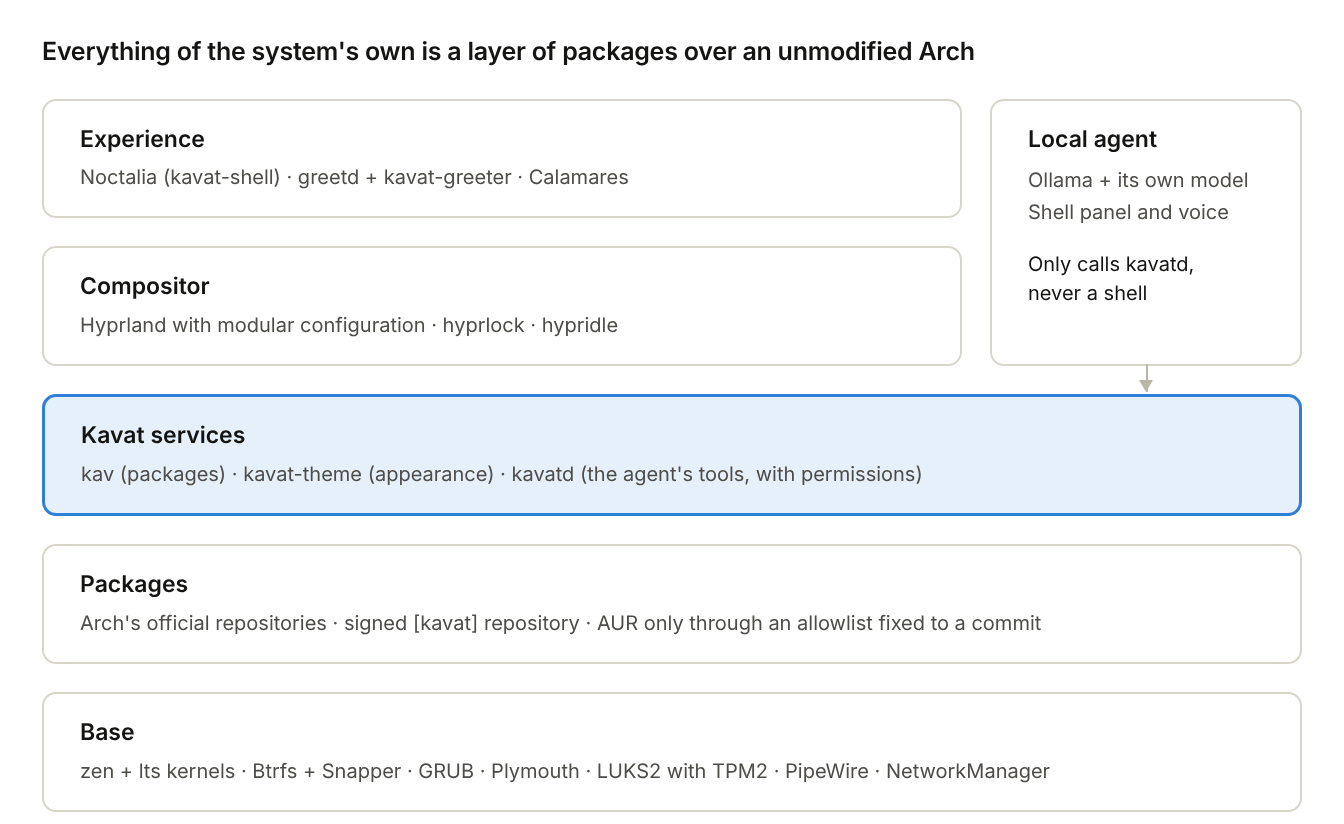 Everything of the system's own is a layer of packages over an unmodified Arch
Experience
Noctalia (kavat-shell) · greetd + kavat-greeter · Calamares
Local agent
Ollama + its own model
Shell panel and voice
Only calls kavatd,
never a shell
Compositor
Hyprland with modular configuration · hyprlock · hypridle
Kavat services
kav (packages) · kavat-theme (appearance) · kavatd (the agent's tools, with permissions)
Packages
Arch's official repositories · signed [kavat] repository · AUR only through an allowlist fixed to a commit
Base
zen + lts kernels · Btrfs + Snapper · GRUB · Plymouth · LUKS2 with TPM2 · PipeWire · NetworkManager